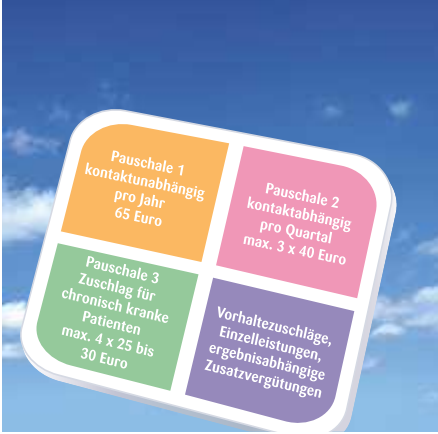 Pauschale 1
kontaktunabhängig
pro Jahr
65 Euro
Pauschale 2
kontaktabhängig
pro Quartal
max. 3 x 40 Euro
Pauschale 3
Zuschlag für
chronisch kranke
Patienten
max. 4 x 25 bis
30 Euro
Vorhaltezuschläge,
Einzelleistungen,
ergebnisabhängige
Zusatzvergütungen